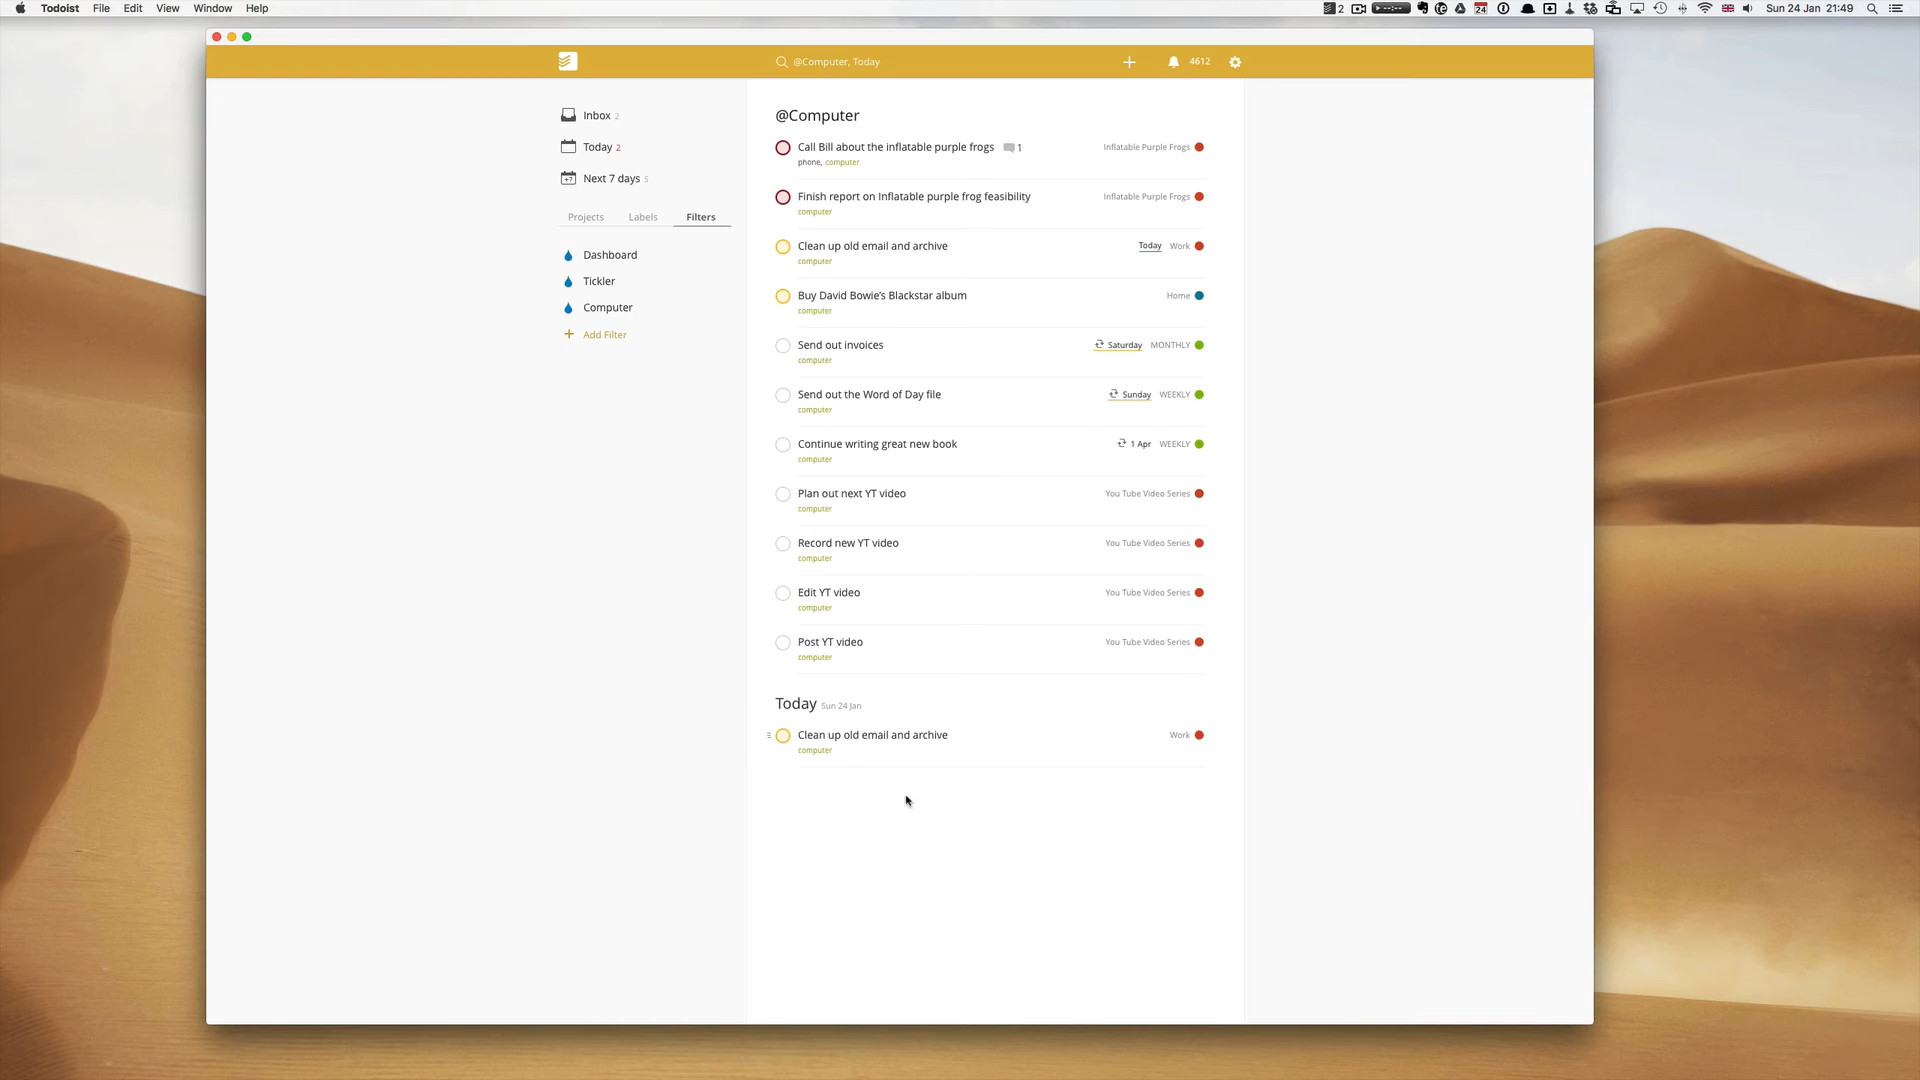 Todoist File Edit View Window Help
2
24
Sun 24 Jan 21:49
@Computer, Today
4612
Inbox 2
Today 2
+7 Next 7 days 5
Projects Labels Filters
Dashboard
Tickler
Computer
+ Add Filter
@Computer
Call Bill about the inflatable purple frogs 1 Inflatable Purple Frogs
phone, computer
Finish report on Inflatable purple frog feasibility Inflatable Purple Frogs
computer
Clean up old email and archive Today Work
computer
Buy David Bowie's Blackstar album Home
computer
Send out invoices Saturday MONTHLY
computer
Send out the Word of Day file Sunday WEEKLY
computer
Continue writing great new book 1 Apr WEEKLY
computer
Plan out next YT video You Tube Video Series
computer
Record new YT video You Tube Video Series
computer
Edit YT video You Tube Video Series
computer
Post YT video You Tube Video Series
computer
Today Sun 24 Jan
Clean up old email and archive Work
computer